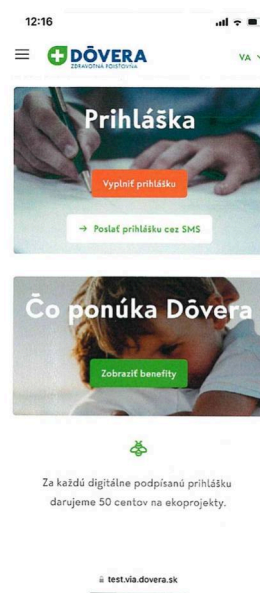 12:16
DÔVERA
ZDRAVOTNÁ POISŤOVŇA
VA
Prihláška
Vyplniť prihlášku
→ Poslať prihlášku cez SMS
Čo ponúka Dôvera
Zobraziť benefity
Za každú digitálne podpísanú prihlášku
darujeme 50 centov na ekoprojekty.
test.via.dovera.sk